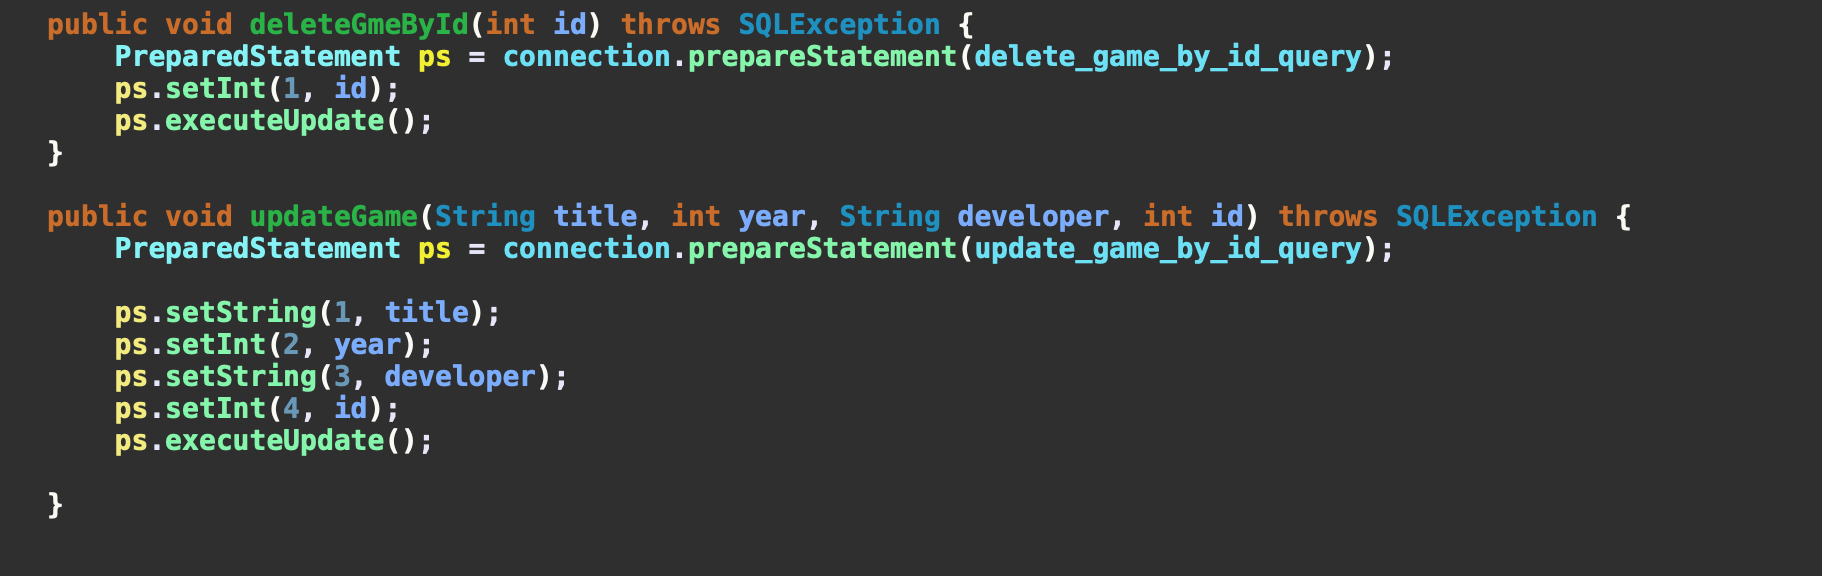 public void deleteGmeById(int id) throws SQLException {
PreparedStatement ps = connection.prepareStatement(delete_game_by_id_query);
ps.setInt(1, id);
ps.executeUpdate();
}
public void updateGame(String title, int year, String developer, int id) throws SQLException {
PreparedStatement ps = connection.prepareStatement(update_game_by_id_query);
ps.setString(1, title);
ps.setInt(2, year);
ps.setString(3, developer);
ps.setInt(4, id);
ps.executeUpdate();
}